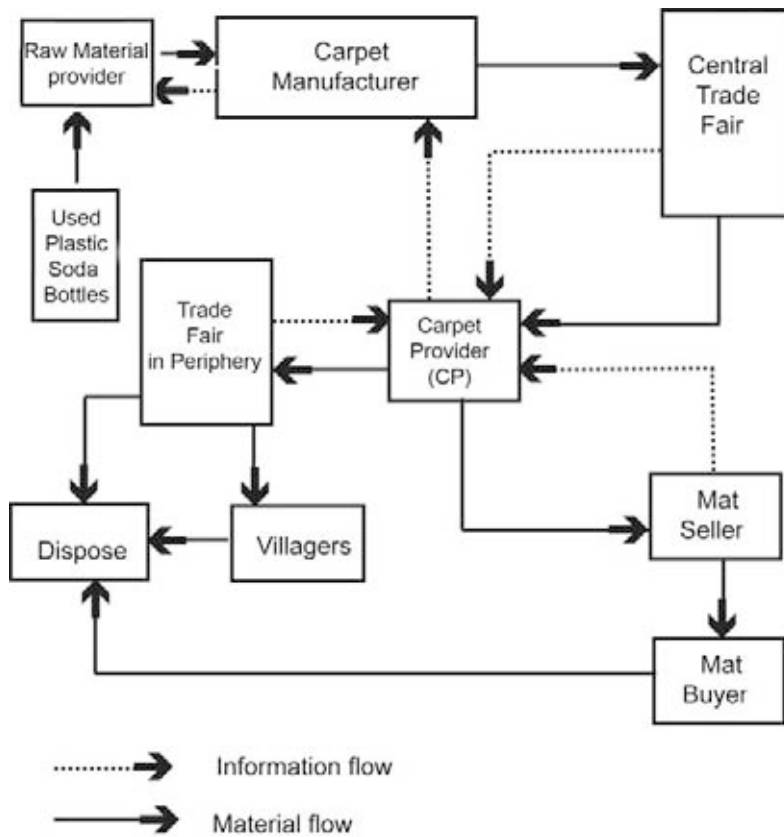 Raw Material
provider
Carpet
Manufacturer
Central
Trade
Fair
Used
Plastic
Soda
Bottles
Trade
Fair
in Periphery
Carpet
Provider
(CP)
Mat
Seller
Dispose
Villagers
Mat
Buyer
Information flow
Material flow